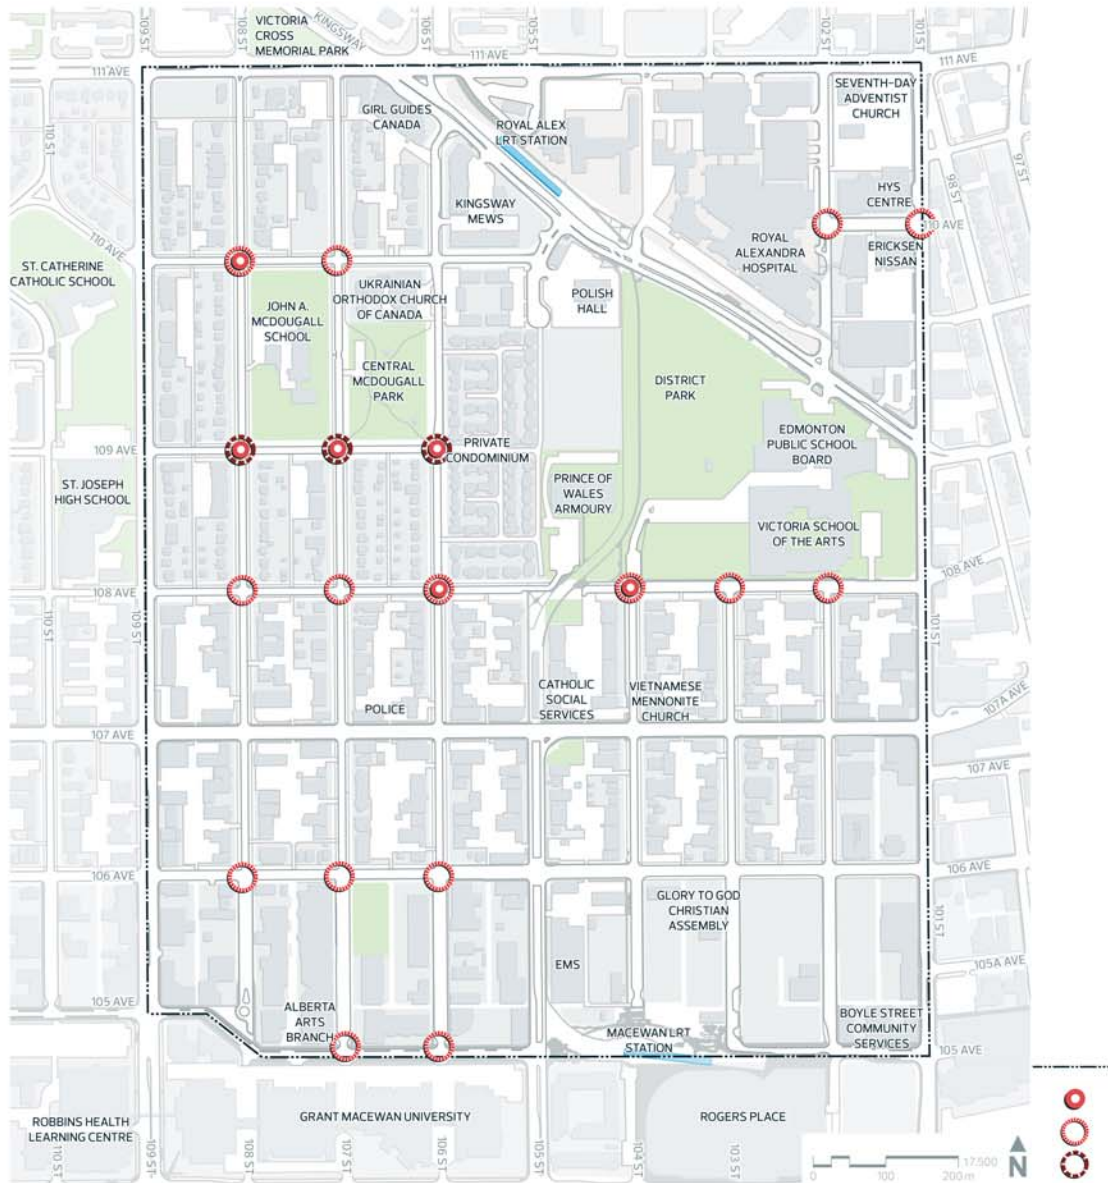 109 ST
108 ST
VICTORIA
CROSS
MEMORIAL PARK
KINGSWAY
106 ST
105 ST
102 ST
101 ST
111 AVE
111 AVE
111 AVE
110 ST
GIRL GUIDES
CANADA
ROYAL ALEX
LRT STATION
SEVENTH-DAY
ADVENTIST
CHURCH
97 ST
98 ST
KINGSWAY
MEWS
HYS
CENTRE
110 AVE
110 AVE
ROYAL
ALEXANDRA
HOSPITAL
ERICKSEN
NISSAN
ST. CATHERINE
CATHOLIC SCHOOL
JOHN A.
MCDOUGALL
SCHOOL
UKRAINIAN
ORTHODOX CHURCH
OF CANADA
POLISH
HALL
CENTRAL
MCDOUGALL
PARK
DISTRICT
PARK
109 AVE
PRIVATE
CONDOMINIUM
EDMONTON
PUBLIC SCHOOL
BOARD
ST. JOSEPH
HIGH SCHOOL
PRINCE OF
WALES
ARMOURY
VICTORIA SCHOOL
OF THE ARTS
108 AVE
108 AVE
110 ST
109 ST
101 ST
CATHOLIC
SOCIAL
SERVICES
VIETNAMESE
MENNONITE
CHURCH
POLICE
107A AVE
107 AVE
107 AVE
106 AVE
106 AVE
GLORY TO GOD
CHRISTIAN
ASSEMBLY
101 ST
EMS
105A AVE
105 AVE
ALBERTA
ARTS
BRANCH
MACEWAN LRT
STATION
BOYLE STREET
COMMUNITY
SERVICES
105 AVE
ROBBINS HEALTH
LEARNING CENTRE
GRANT MACEWAN UNIVERSITY
ROGERS PLACE
110 ST
109 ST
108 ST
107 ST
106 ST
105 ST
104 ST
103 ST
0
100
200 m
1:7,500
N